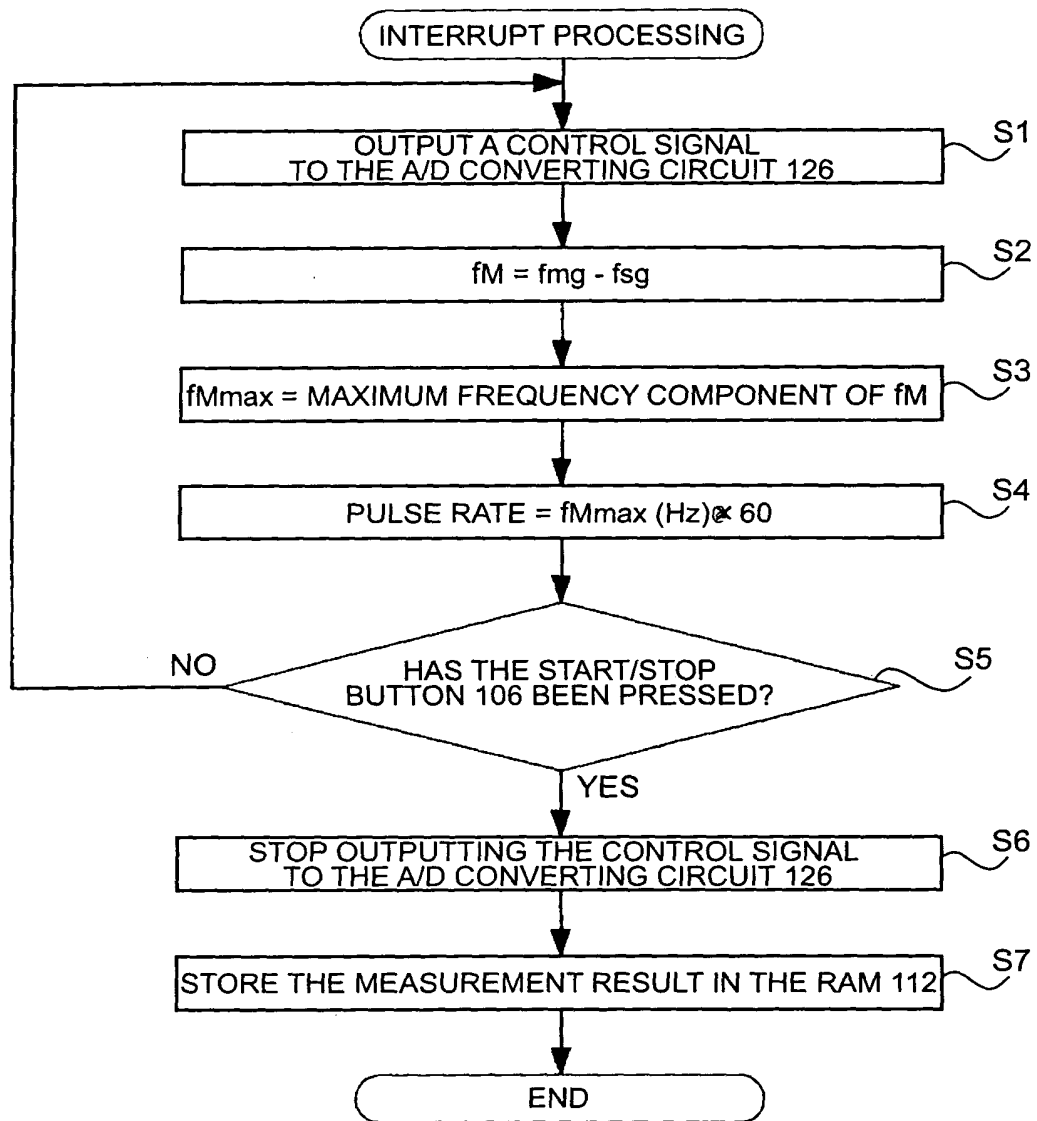 INTERRUPT PROCESSING
OUTPUT A CONTROL SIGNAL
TO THE A/D CONVERTING CIRCUIT 126
S1
fM = fmg - fsg
S2
fMmax = MAXIMUM FREQUENCY COMPONENT OF fM
S3
PULSE RATE = fMmax (Hz) × 60
S4
NO
HAS THE START/STOP
BUTTON 106 BEEN PRESSED?
S5
YES
STOP OUTPUTTING THE CONTROL SIGNAL
TO THE A/D CONVERTING CIRCUIT 126
S6
STORE THE MEASUREMENT RESULT IN THE RAM 112
S7
END